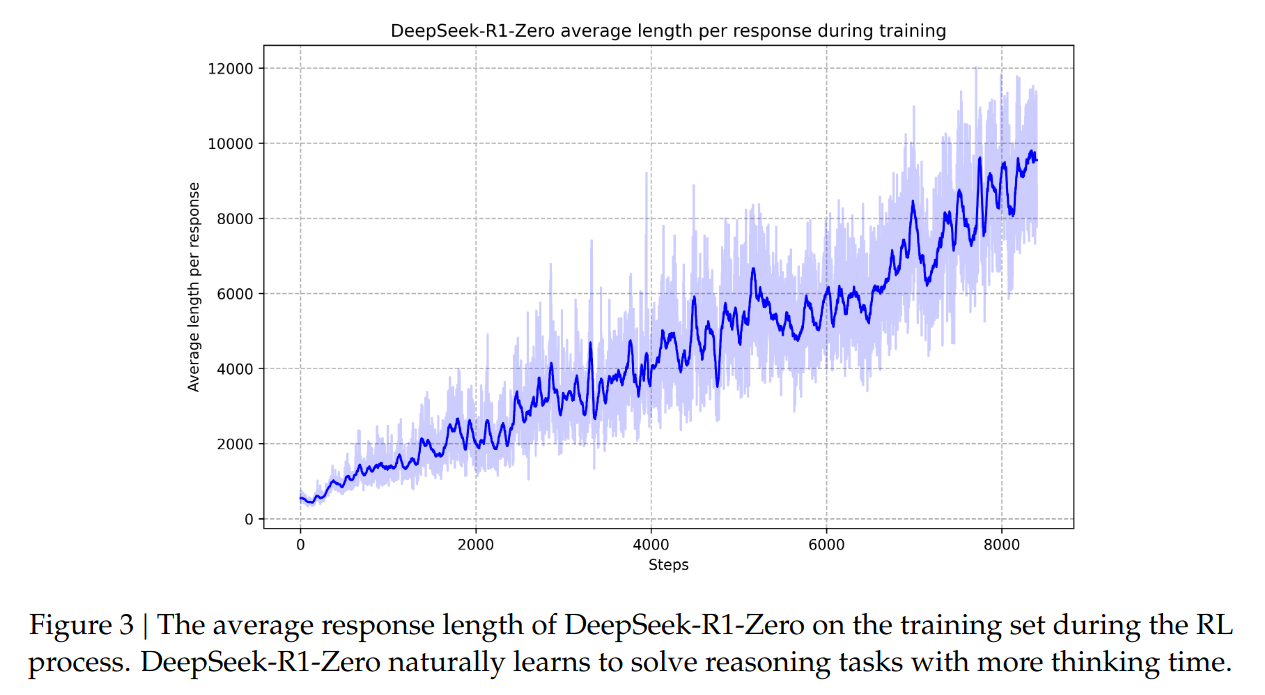 DeepSeek-R1-Zero average length per response during training
12000
10000
8000
6000
4000
2000
0
Average length per response
0 2000 4000 6000 8000
Steps
Figure 3 | The average response length of DeepSeek-R1-Zero on the training set during the RL
process. DeepSeek-R1-Zero naturally learns to solve reasoning tasks with more thinking time.